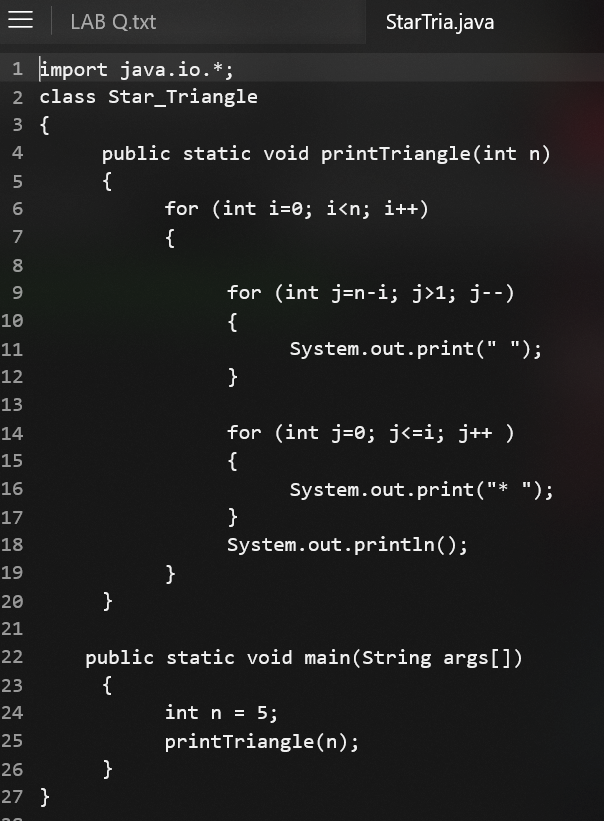 LAB Q.txt StarTria.java
1 import java.io.*;
2 class Star_Triangle
3 {
4 public static void printTriangle(int n)
5 {
6 for (int i=0; i<n; i++)
7 {
8
9 for (int j=n-i; j>1; j--)
10 {
11 System.out.print(" ");
12 }
13
14 for (int j=0; j<=i; j++ )
15 {
16 System.out.print("* ");
17 }
18 System.out.println();
19 }
20 }
21
22 public static void main(String args[])
23 {
24 int n = 5;
25 printTriangle(n);
26 }
27 }